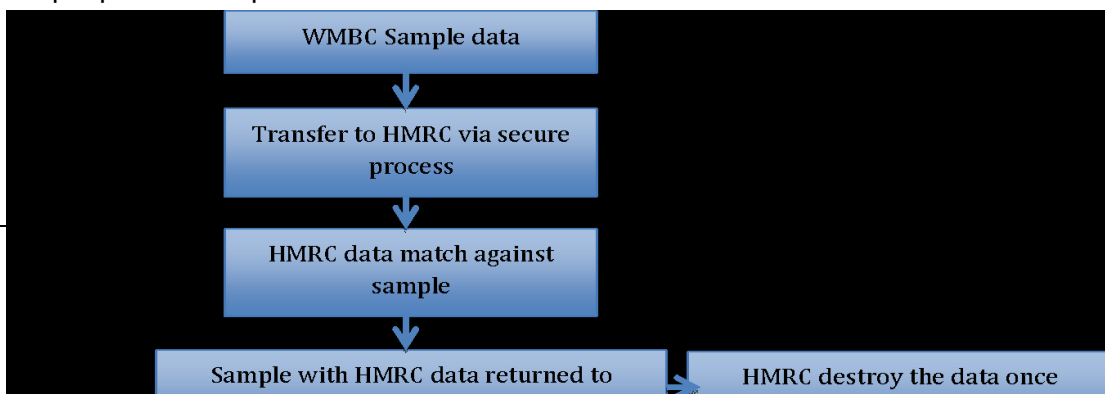 WMBC Sample data
Transfer to HMRC via secure
process
HMRC data match against
sample
Sample with HMRC data returned to
HMRC destroy the data once